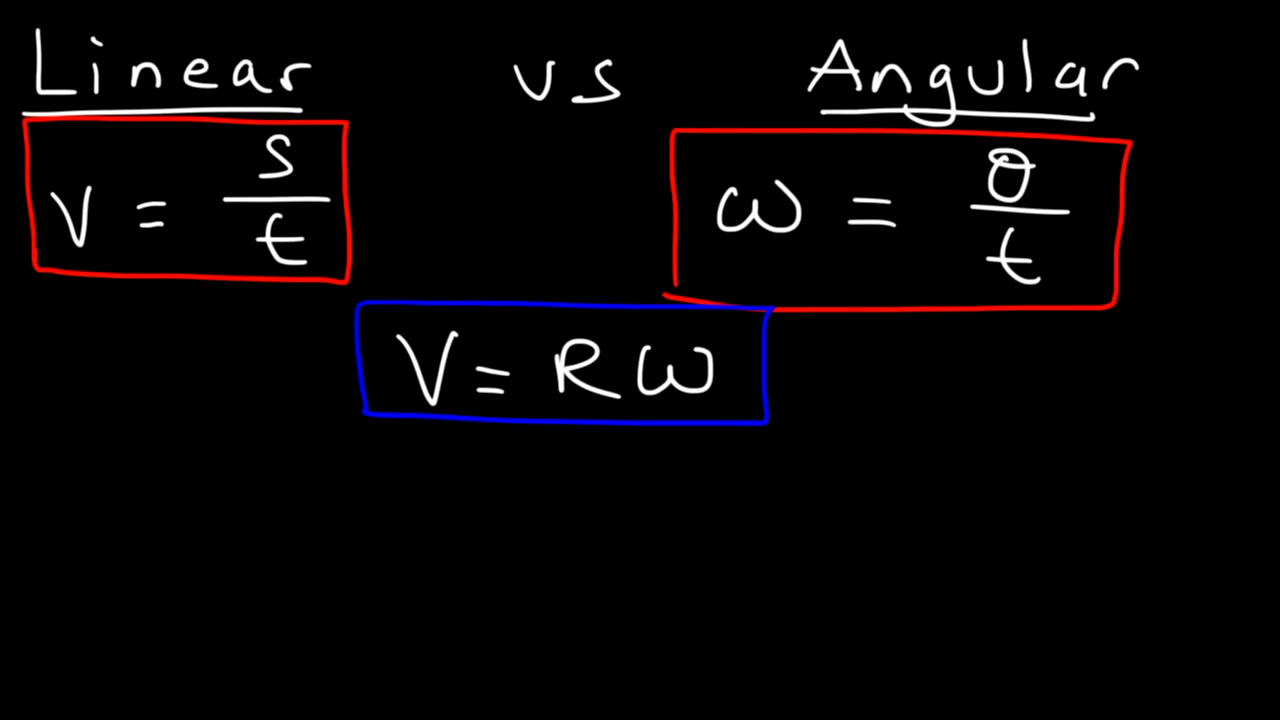 Linear vs Angular
v = s/t
ω = θ/t
V = Rω